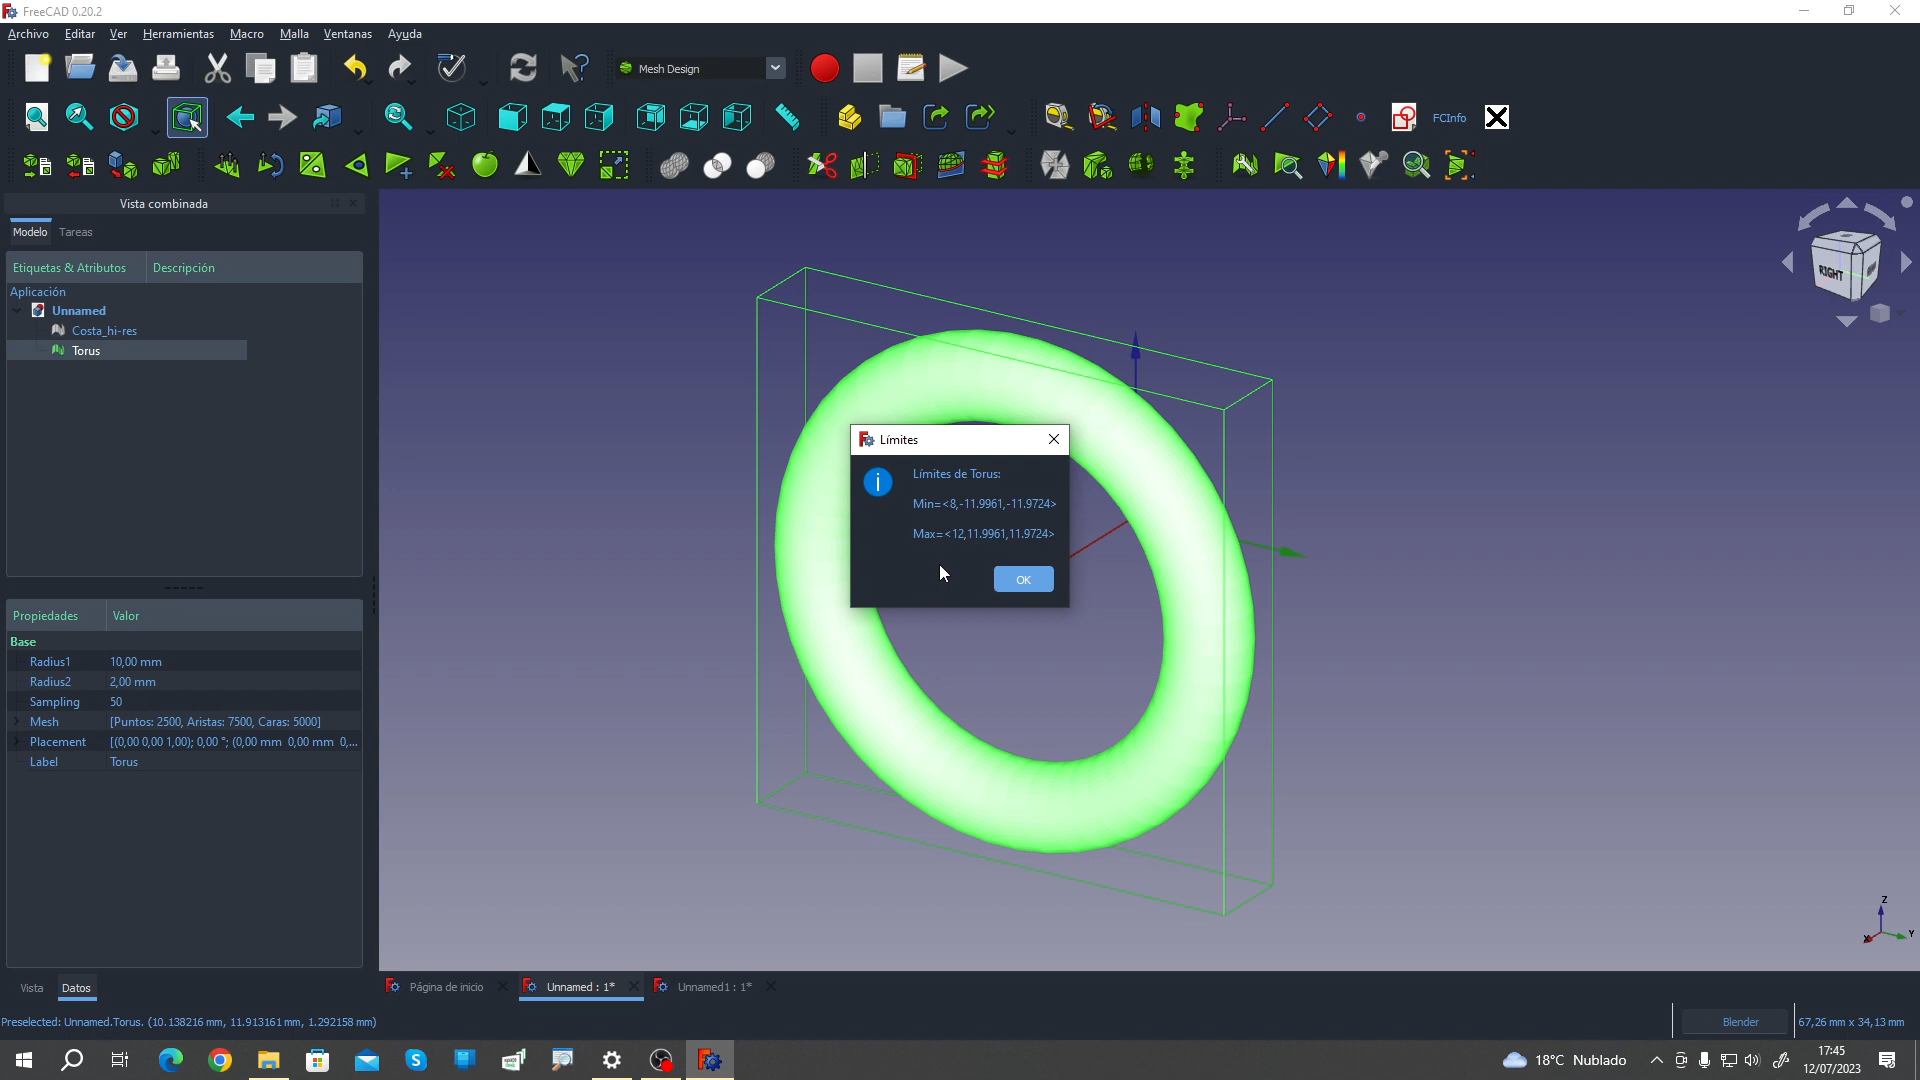 FreeCAD 0.20.2
Archivo Editar Ver Herramientas Macro Malla Ventanas Ayuda
Mesh Design
FCInfo
Vista combinada
Modelo Tareas
Etiquetas & Atributos Descripción
Aplicación
Unnamed
Costa_hi-res
Torus
RIGHT
Límites
Límites de Torus:
Min=<8,-11.9961,-11.9724>
Max=<12,11.9961,11.9724>
OK
Propiedades Valor
Base
Radius1 10,00 mm
Radius2 2,00 mm
Sampling 50
Mesh [Puntos: 2500, Aristas: 7500, Caras: 5000]
Placement [(0,00 0,00 1,00); 0,00 °; (0,00 mm 0,00 mm 0,...
Label Torus
Z
X Y
Vista Datos
Página de inicio Unnamed : 1* Unnamed1 : 1*
Preselected: Unnamed.Torus. (10.138216 mm, 11.913161 mm, 1.292158 mm)
Blender 67,26 mm x 34,13 mm
18°C Nublado
17:45
12/07/2023